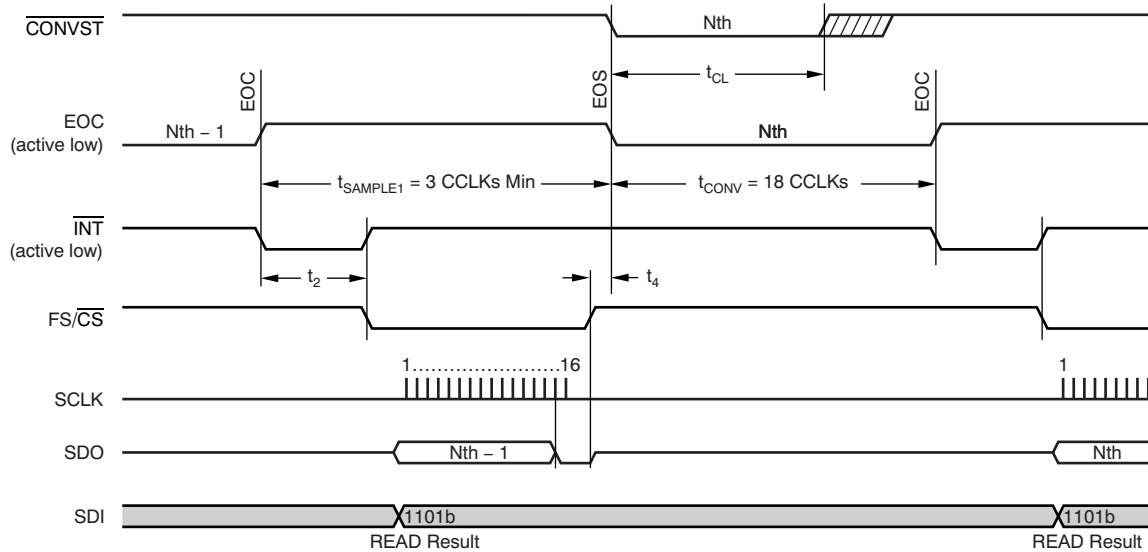 CONVST
Nth
t_CL
EOC
EOS
EOC
EOC
(active low)
Nth − 1
Nth
t_SAMPLE1 = 3 CCLKs Min
t_CONV = 18 CCLKs
INT
(active low)
t_2
t_4
FS/CS
1.......................16
1
SCLK
SDO
Nth − 1
Nth
SDI
1101b
1101b
READ Result
READ Result